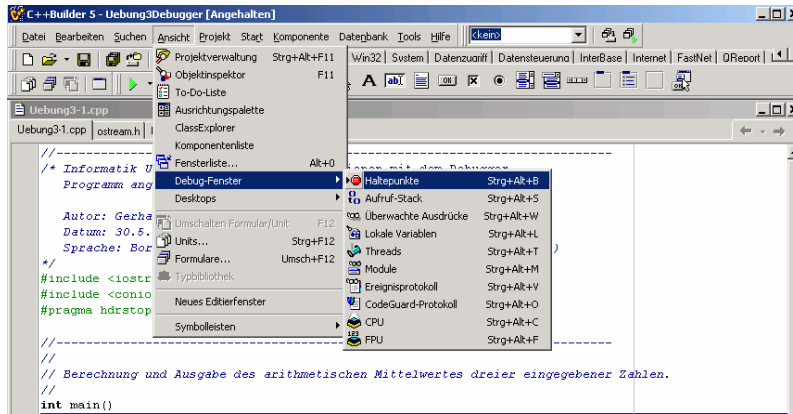 C++Builder 5 - Uebung3Debugger [Angehalten]
Datei Bearbeiten Suchen Ansicht Projekt Start Komponente Datenbank Tools Hilfe <kein>
Projektverwaltung Strg+Alt+F11
Win32 System Datenzugriff Datensteuerung InterBase Internet FastNet QReport
Objektinspektor F11
To-Do-Liste
Ausrichtungspalette
ClassExplorer
Komponentenliste
Fensterliste... Alt+0
Debug-Fenster
Desktops
Umschalten Formular/Unit F12
Units... Strg+F12
Formulare... Umsch+F12
Typbibliothek
Neues Editierfenster
Symbolleisten
Haltepunkte Strg+Alt+B
Aufruf-Stack Strg+Alt+S
Überwachte Ausdrücke Strg+Alt+W
Lokale Variablen Strg+Alt+L
Threads Strg+Alt+T
Module Strg+Alt+M
Ereignisprotokoll Strg+Alt+V
CodeGuard-Protokoll Strg+Alt+O
CPU Strg+Alt+C
FPU Strg+Alt+F
Uebung3-1.cpp
Uebung3-1.cpp ostream.h
//--
/* Informatik U mit dem Debugger
Programm ang
Autor: Gerha
Datum: 30.5.
Sprache: Bor )
*/
#include <iostr
#include <conio
#pragma hdrstop
//--
//
// Berechnung und Ausgabe des arithmetischen Mittelwertes dreier eingegebener Zahlen.
//
int main()